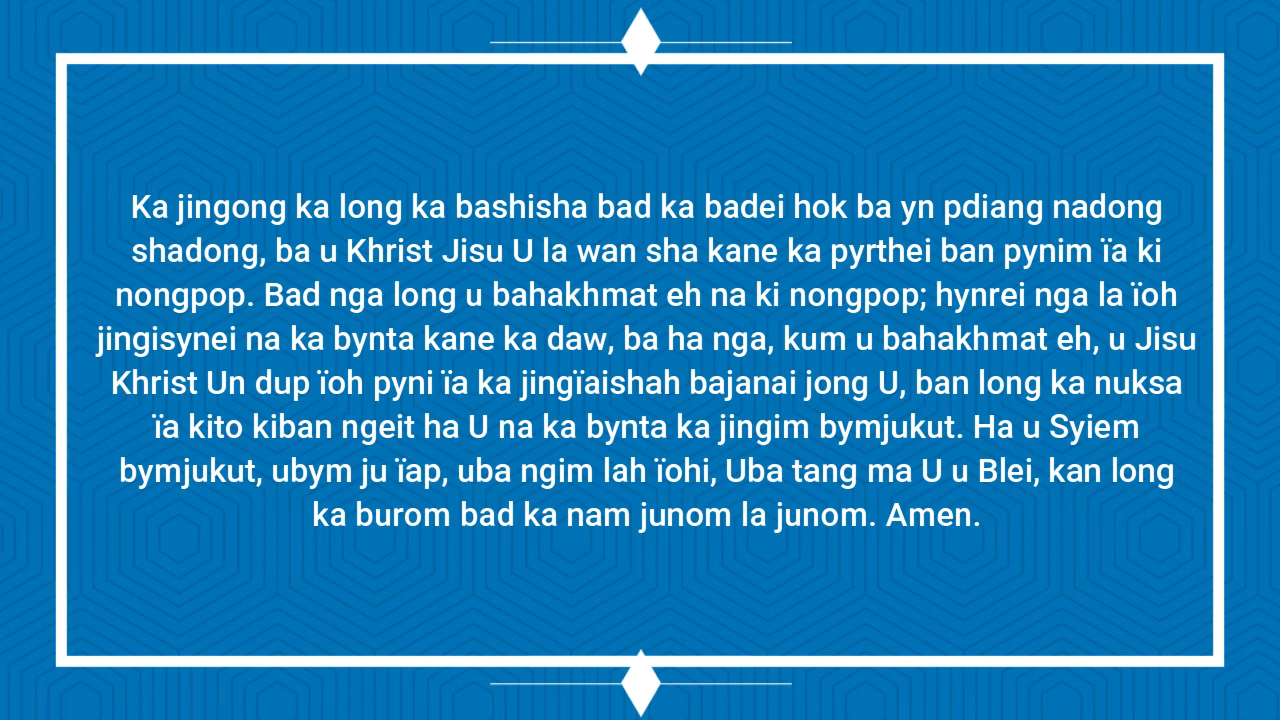 Ka jingong ka long ka bashisha bad ka badei hok ba yn pdiang nadong
shadong, ba u Khrist Jisu U la wan sha kane ka pyrthei ban pynim ïa ki
nongpop. Bad nga long u bahakhmat eh na ki nongpop; hynrei nga la ïoh
jingisynei na ka bynta kane ka daw, ba ha nga, kum u bahakhmat eh, u Jisu
Khrist Un dup ïoh pyni ïa ka jingïaishah bajanai jong U, ban long ka nuksa
ïa kito kiban ngeit ha U na ka bynta ka jingim bymjukut. Ha u Syiem
bymjukut, ubym ju ïap, uba ngim lah ïohi, Uba tang ma U u Blei, kan long
ka burom bad ka nam junom la junom. Amen.